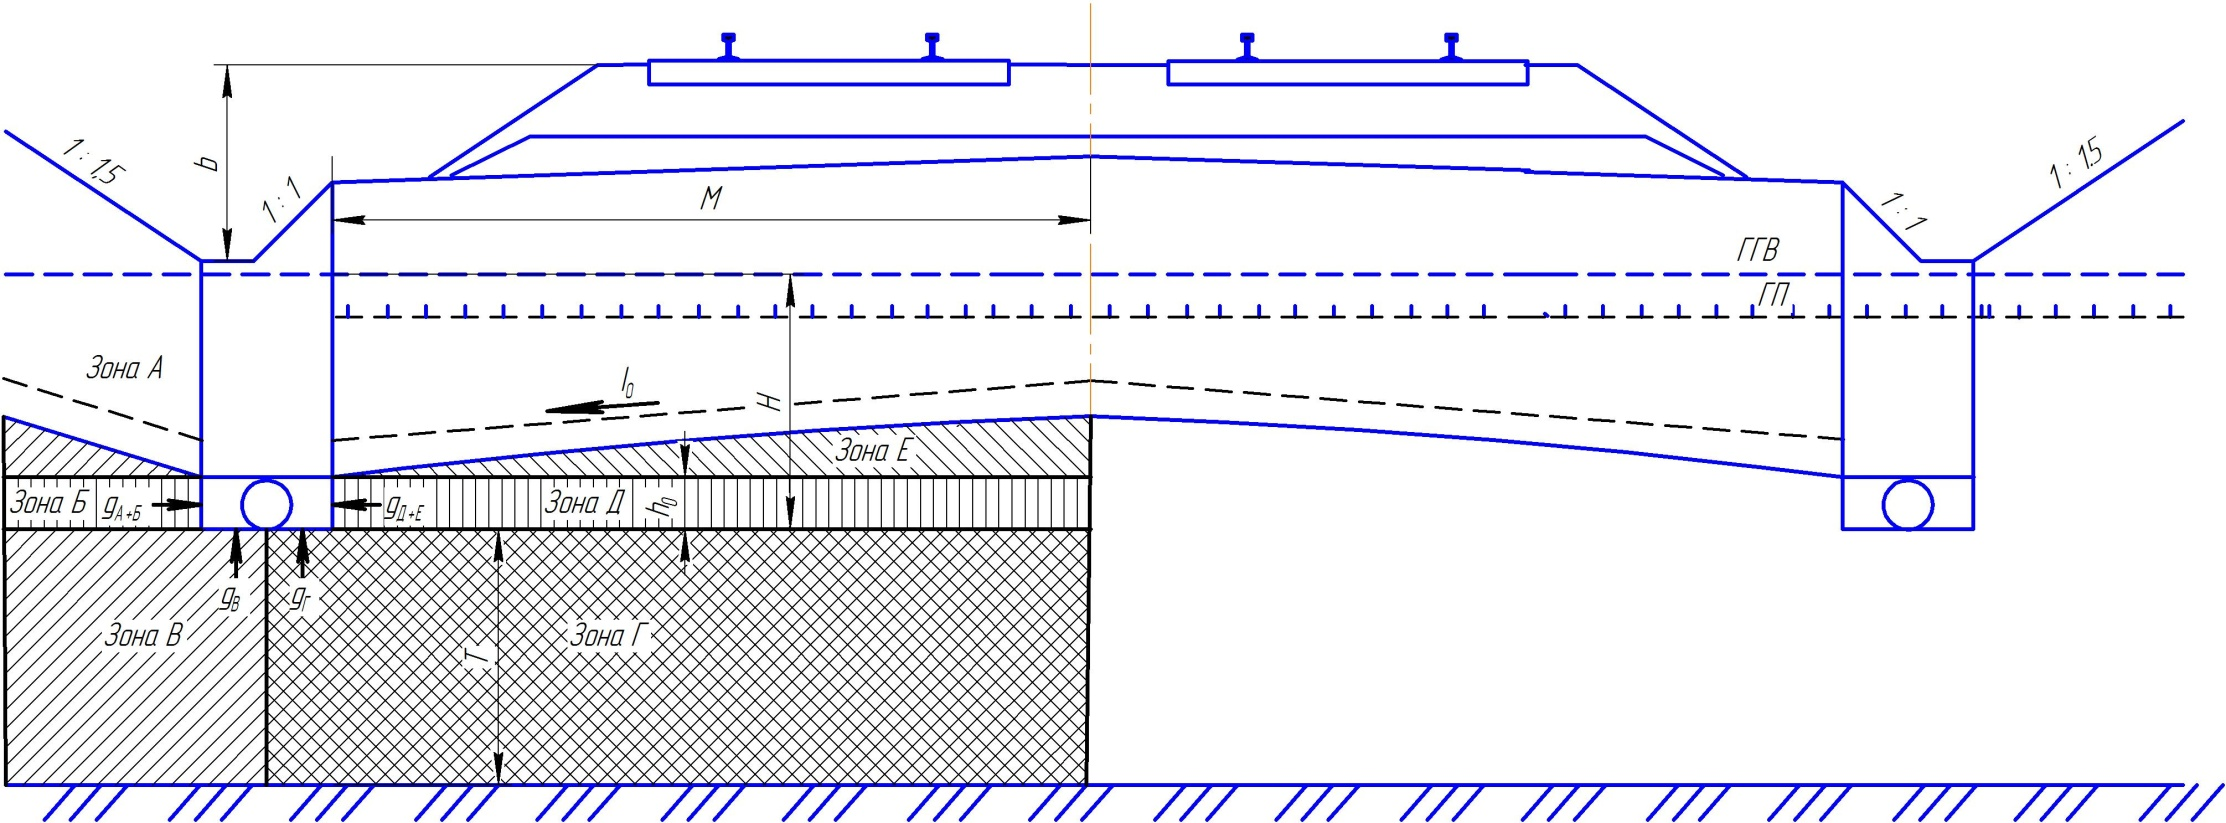 b
1 : 1,5
1 : 1
M
1 : 1
1 : 1.5
ГГВ
ГП
Зона А
l₀
H
Зона Е
Зона Б
gА+Б
gД+Е
Зона Д
h₀
gВ
gГ
Зона В
T
Зона Г